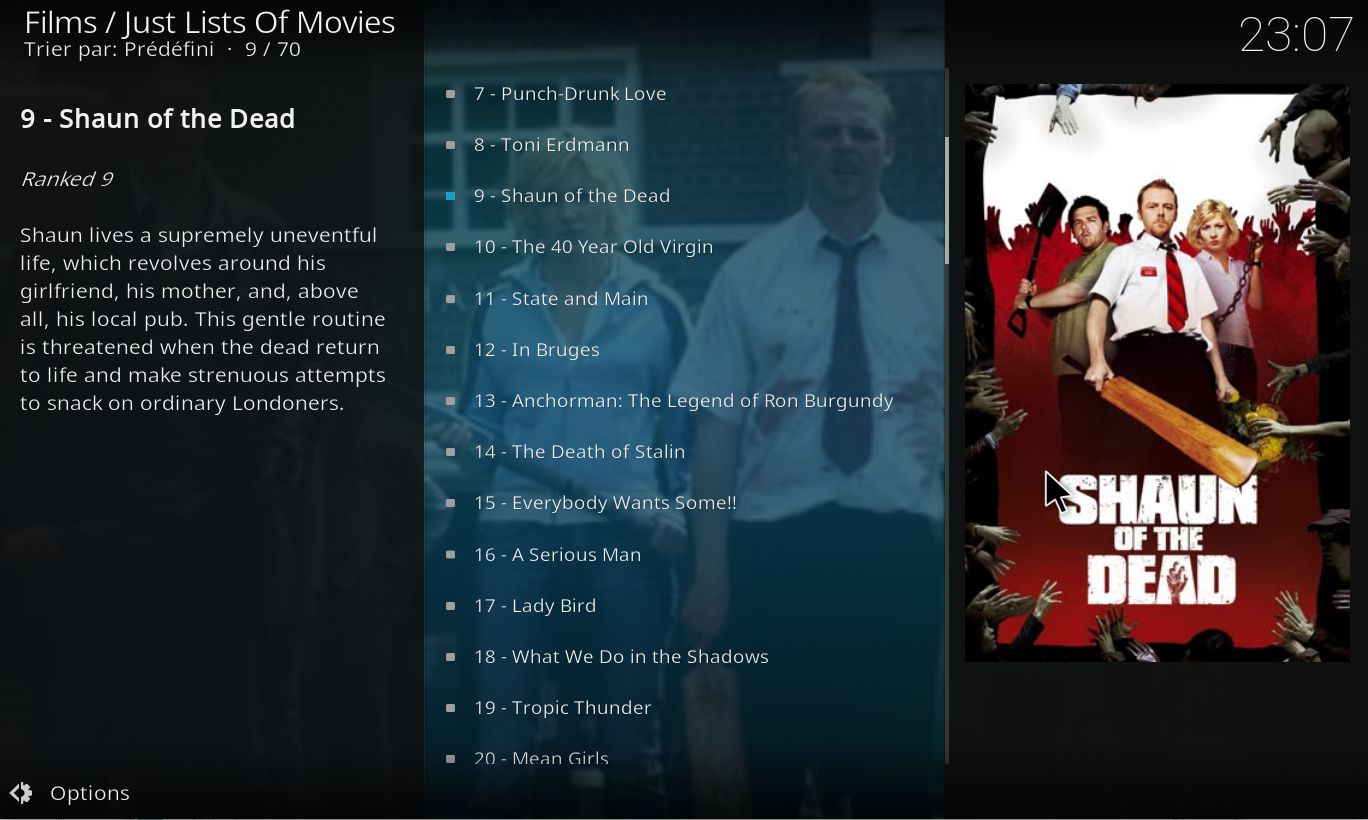 Films / Just Lists Of Movies
Trier par: Prédéfini · 9 / 70
23:07
9 - Shaun of the Dead
Ranked 9
Shaun lives a supremely uneventful
life, which revolves around his
girlfriend, his mother, and, above
all, his local pub. This gentle routine
is threatened when the dead return
to life and make strenuous attempts
to snack on ordinary Londoners.
7 - Punch-Drunk Love
8 - Toni Erdmann
9 - Shaun of the Dead
10 - The 40 Year Old Virgin
11 - State and Main
12 - In Bruges
13 - Anchorman: The Legend of Ron Burgundy
14 - The Death of Stalin
15 - Everybody Wants Some!!
16 - A Serious Man
17 - Lady Bird
18 - What We Do in the Shadows
19 - Tropic Thunder
20 - Mean Girls
SHAUN
OF THE
DEAD
Options